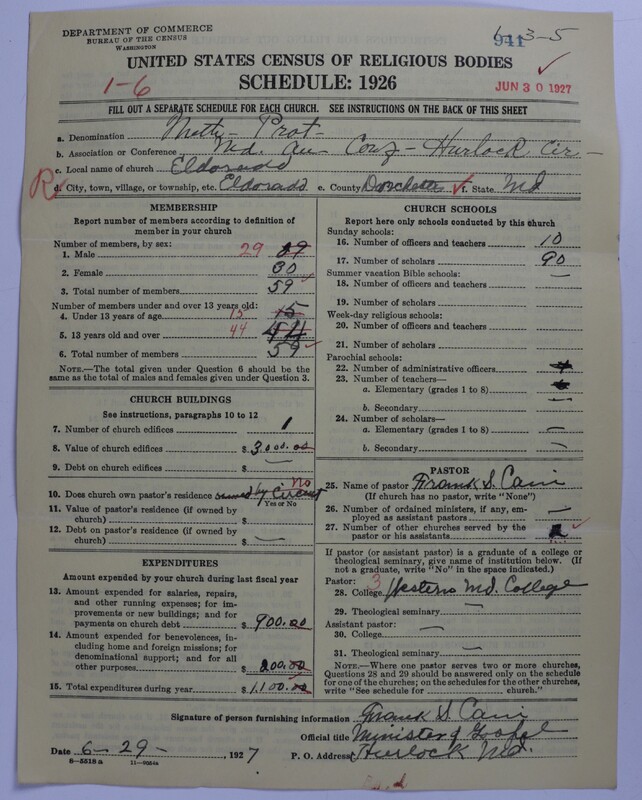 DEPARTMENT OF COMMERCE
BUREAU OF THE CENSUS
WASHINGTON
941
1-3-5
UNITED STATES CENSUS OF RELIGIOUS BODIES
SCHEDULE: 1926
1-6
JUN 30 1927
FILL OUT A SEPARATE SCHEDULE FOR EACH CHURCH. SEE INSTRUCTIONS ON THE BACK OF THIS SHEET
a. Denomination Meth- Prot-
b. Association or Conference Md. An Conf - Hurlock Cir -
c. Local name of church Eldorado
d. City, town, village, or township, etc. Eldorado e. County Dorchester f. State Md
MEMBERSHIP
Report number of members according to definition of
member in your church
Number of members, by sex:
1. Male 29
2. Female 30
3. Total number of members 59
Number of members under and over 13 years old:
4. Under 13 years of age 15 15
5. 13 years old and over 44 44
6. Total number of members 59
NOTE.—The total given under Question 6 should be
same as the total of males and females given under Question 3.
CHURCH BUILDINGS
See instructions, paragraphs 10 to 12
7. Number of church edifices 1
8. Value of church edifices $ 3,000.00
9. Debt on church edifices $ —
10. Does church own pastor's residence owned by Circuit No
Yes or No
11. Value of pastor's residence (if owned by
church) $
12. Debt on pastor's residence (if owned by
church) $ —
EXPENDITURES
Amount expended by your church during last fiscal year
13. Amount expended for salaries, repairs,
and other running expenses; for im-
provements or new buildings; and for
payments on church debt $ 900.00
14. Amount expended for benevolences, in-
cluding home and foreign missions; for
denominational support; and for all
other purposes $ 200.00
15. Total expenditures during year $ 1,100.00
CHURCH SCHOOLS
Report here only schools conducted by this church
Sunday schools:
16. Number of officers and teachers 10
17. Number of scholars 90
Summer vacation Bible schools:
18. Number of officers and teachers —
19. Number of scholars
Week-day religious schools:
20. Number of officers and teachers
21. Number of scholars
Parochial schools:
22. Number of administrative officers
23. Number of teachers—
a. Elementary (grades 1 to 8)
b. Secondary —
24. Number of scholars—
a. Elementary (grades 1 to 8) —
b. Secondary —
PASTOR
25. Name of pastor Frank S. Cain
(If church has no pastor, write "None")
26. Number of ordained ministers, if any, em-
ployed as assistant pastors —
27. Number of other churches served by the
pastor or his assistants
If pastor (or assistant pastor) is a graduate of a college or
theological seminary, give name of institution below. (If
not a graduate, write "No" in the space indicated.)
Pastor: 3
28. College Western Md. College
29. Theological seminary —
Assistant pastor:
30. College —
31. Theological seminary —
NOTE.—Where one pastor serves two or more churches,
Questions 28 and 29 should be answered only on the schedule
for one of the churches; on the schedules for the other churches,
write "See schedule for church."
Signature of person furnishing information Frank S Cain
Official title Minister of Gospel
Date 6-29-, 1927 P. O. Address Hurlock Md.
8—5518 a